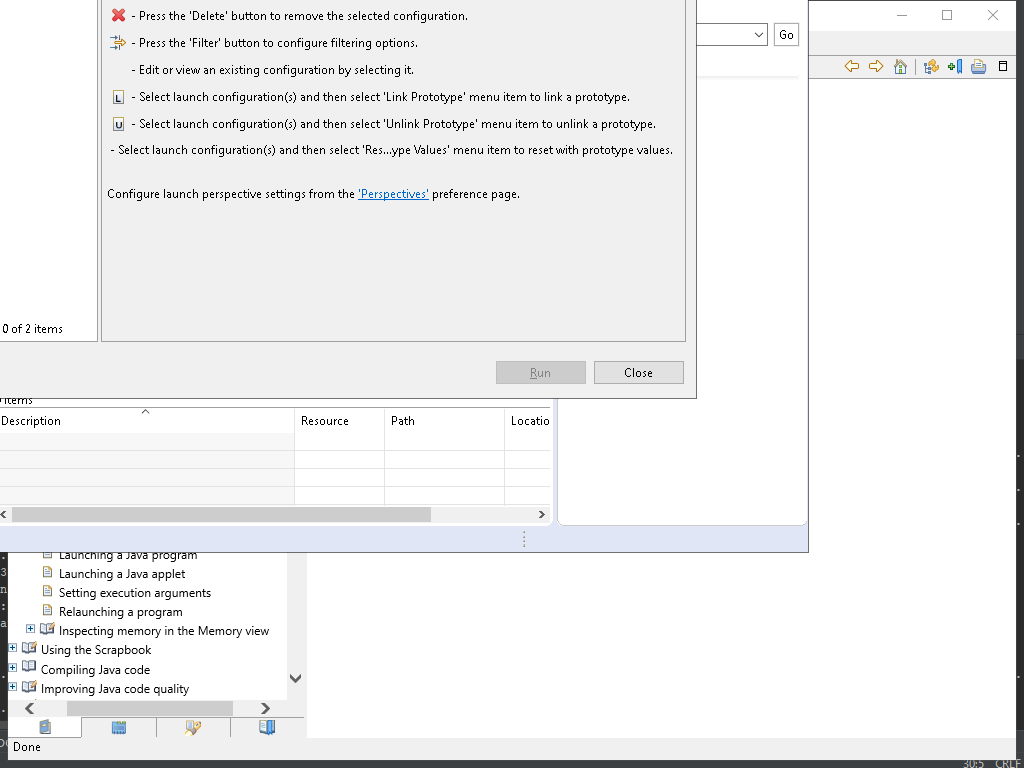 - Press the 'Delete' button to remove the selected configuration.
- Press the 'Filter' button to configure filtering options.
- Edit or view an existing configuration by selecting it.
L - Select launch configuration(s) and then select 'Link Prototype' menu item to link a prototype.
U - Select launch configuration(s) and then select 'Unlink Prototype' menu item to unlink a prototype.
- Select launch configuration(s) and then select 'Res...ype Values' menu item to reset with prototype values.
Configure launch perspective settings from the 'Perspectives' preference page.
0 of 2 items
Run
Close
Go
items
Description
Resource
Path
Locatio
Launching a Java program
Launching a Java applet
Setting execution arguments
Relaunching a program
Inspecting memory in the Memory view
Using the Scrapbook
Compiling Java code
Improving Java code quality
Done
30:5 CRLF